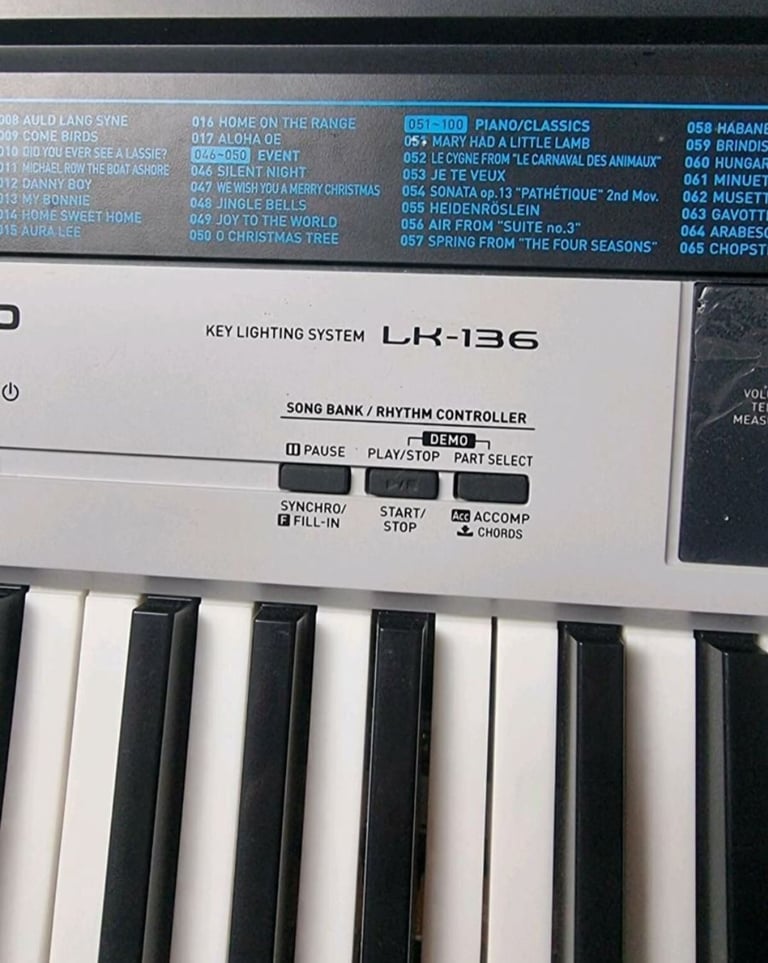 008 AULD LANG SYNE
009 COME BIRDS
010 DID YOU EVER SEE A LASSIE?
011 MICHAEL ROW THE BOAT ASHORE
012 DANNY BOY
013 MY BONNIE
014 HOME SWEET HOME
015 AURA LEE
016 HOME ON THE RANGE
017 ALOHA OE
046~050 EVENT
046 SILENT NIGHT
047 WE WISH YOU A MERRY CHRISTMAS
048 JINGLE BELLS
049 JOY TO THE WORLD
050 O CHRISTMAS TREE
051~100 PIANO/CLASSICS
051 MARY HAD A LITTLE LAMB
052 LE CYGNE FROM "LE CARNAVAL DES ANIMAUX"
053 JE TE VEUX
054 SONATA op.13 "PATHÉTIQUE" 2nd Mov.
055 HEIDENRÖSLEIN
056 AIR FROM "SUITE no.3"
057 SPRING FROM "THE FOUR SEASONS"
058 HABANE
059 BRINDIS
060 HUNGAR
061 MINUET
062 MUSETT
063 GAVOTT
064 ARABESQ
065 CHOPST
O
KEY LIGHTING SYSTEM LK-136
SONG BANK / RHYTHM CONTROLLER
DEMO
PAUSE PLAY/STOP PART SELECT
SYNCHRO/
F FILL-IN
START/
STOP
Acc ACCOMP
CHORDS
VOLU
TE
MEAS